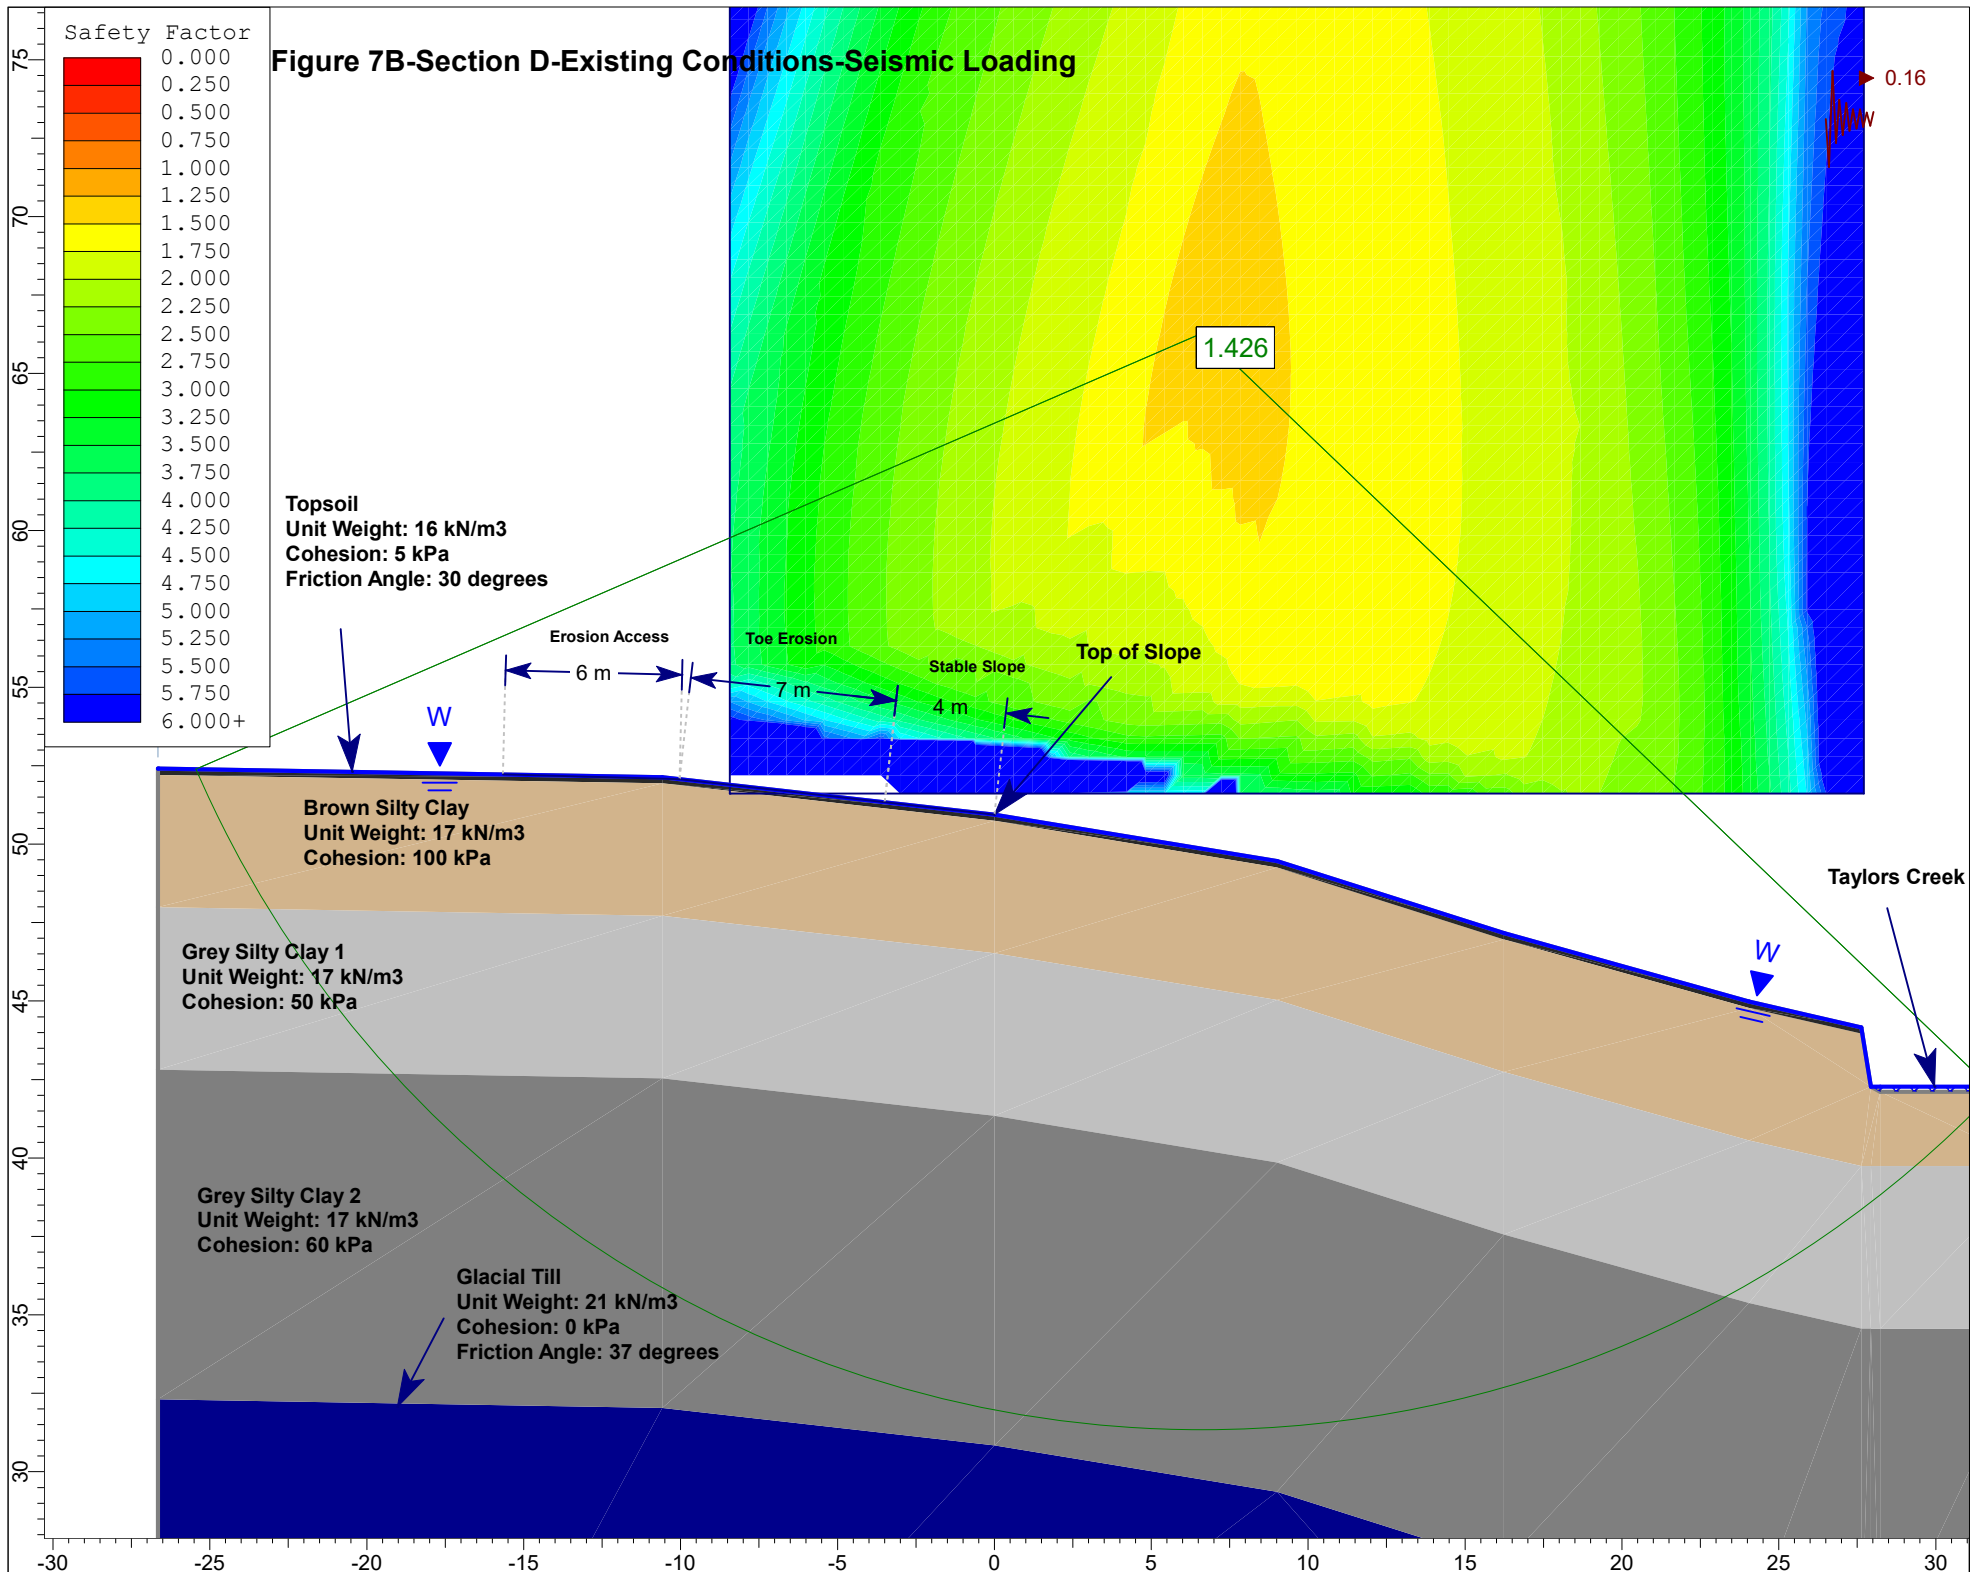 Safety Factor
0.000
0.250
0.500
0.750
1.000
1.250
1.500
1.750
2.000
2.250
2.500
2.750
3.000
3.250
3.500
3.750
4.000
4.250
4.500
4.750
5.000
5.250
5.500
5.750
6.000+
Figure 7B-Section D-Existing Conditions-Seismic Loading
0.16
1.426
Topsoil
Unit Weight: 16 kN/m3
Cohesion: 5 kPa
Friction Angle: 30 degrees
Erosion Access
6 m
Toe Erosion
7 m
Stable Slope
4 m
Top of Slope
W
Brown Silty Clay
Unit Weight: 17 kN/m3
Cohesion: 100 kPa
Taylors Creek
W
Grey Silty Clay 1
Unit Weight: 17 kN/m3
Cohesion: 50 kPa
Grey Silty Clay 2
Unit Weight: 17 kN/m3
Cohesion: 60 kPa
Glacial Till
Unit Weight: 21 kN/m3
Cohesion: 0 kPa
Friction Angle: 37 degrees
75
70
65
60
55
50
45
40
35
30
-30 -25 -20 -15 -10 -5 0 5 10 15 20 25 30